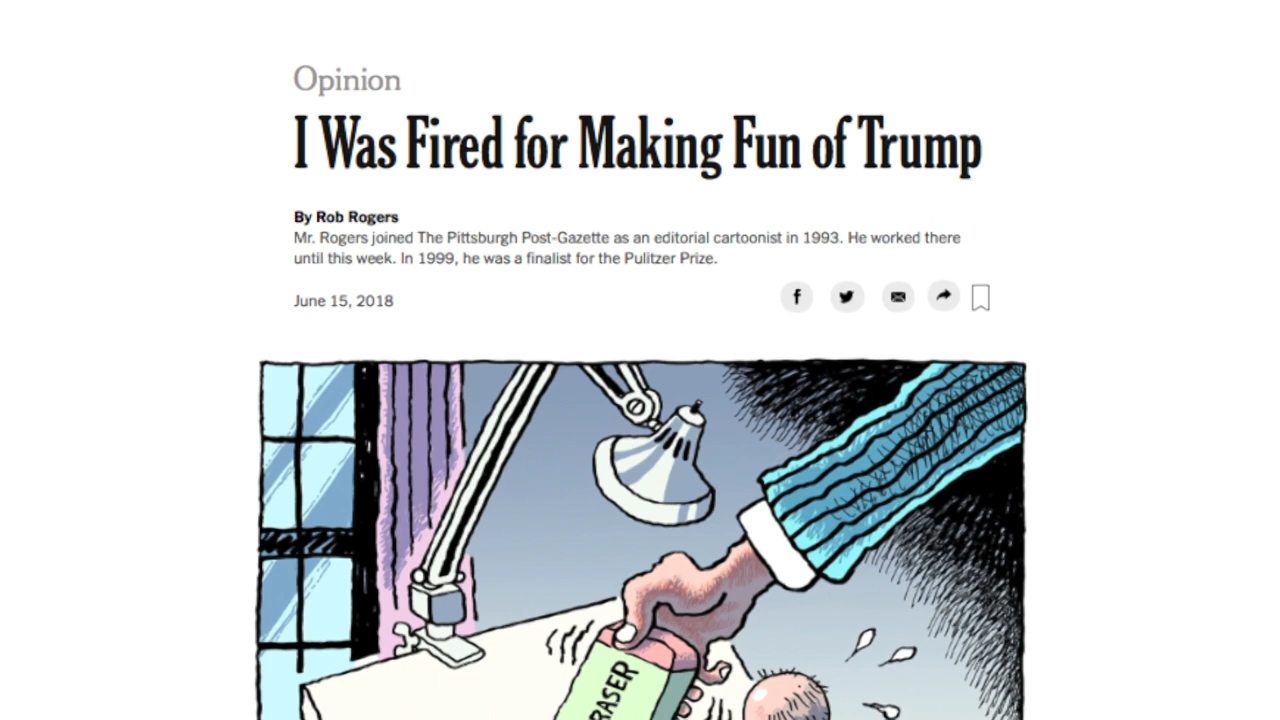 Opinion
I Was Fired for Making Fun of Trump
By Rob Rogers
Mr. Rogers joined The Pittsburgh Post-Gazette as an editorial cartoonist in 1993. He worked there
until this week. In 1999, he was a finalist for the Pulitzer Prize.
June 15, 2018
RASER